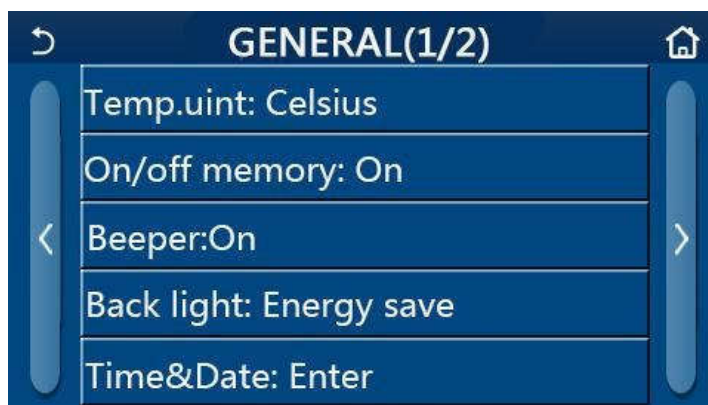 GENERAL(1/2)
Temp.uint: Celsius
On/off memory: On
Beeper:On
Back light: Energy save
Time&Date: Enter